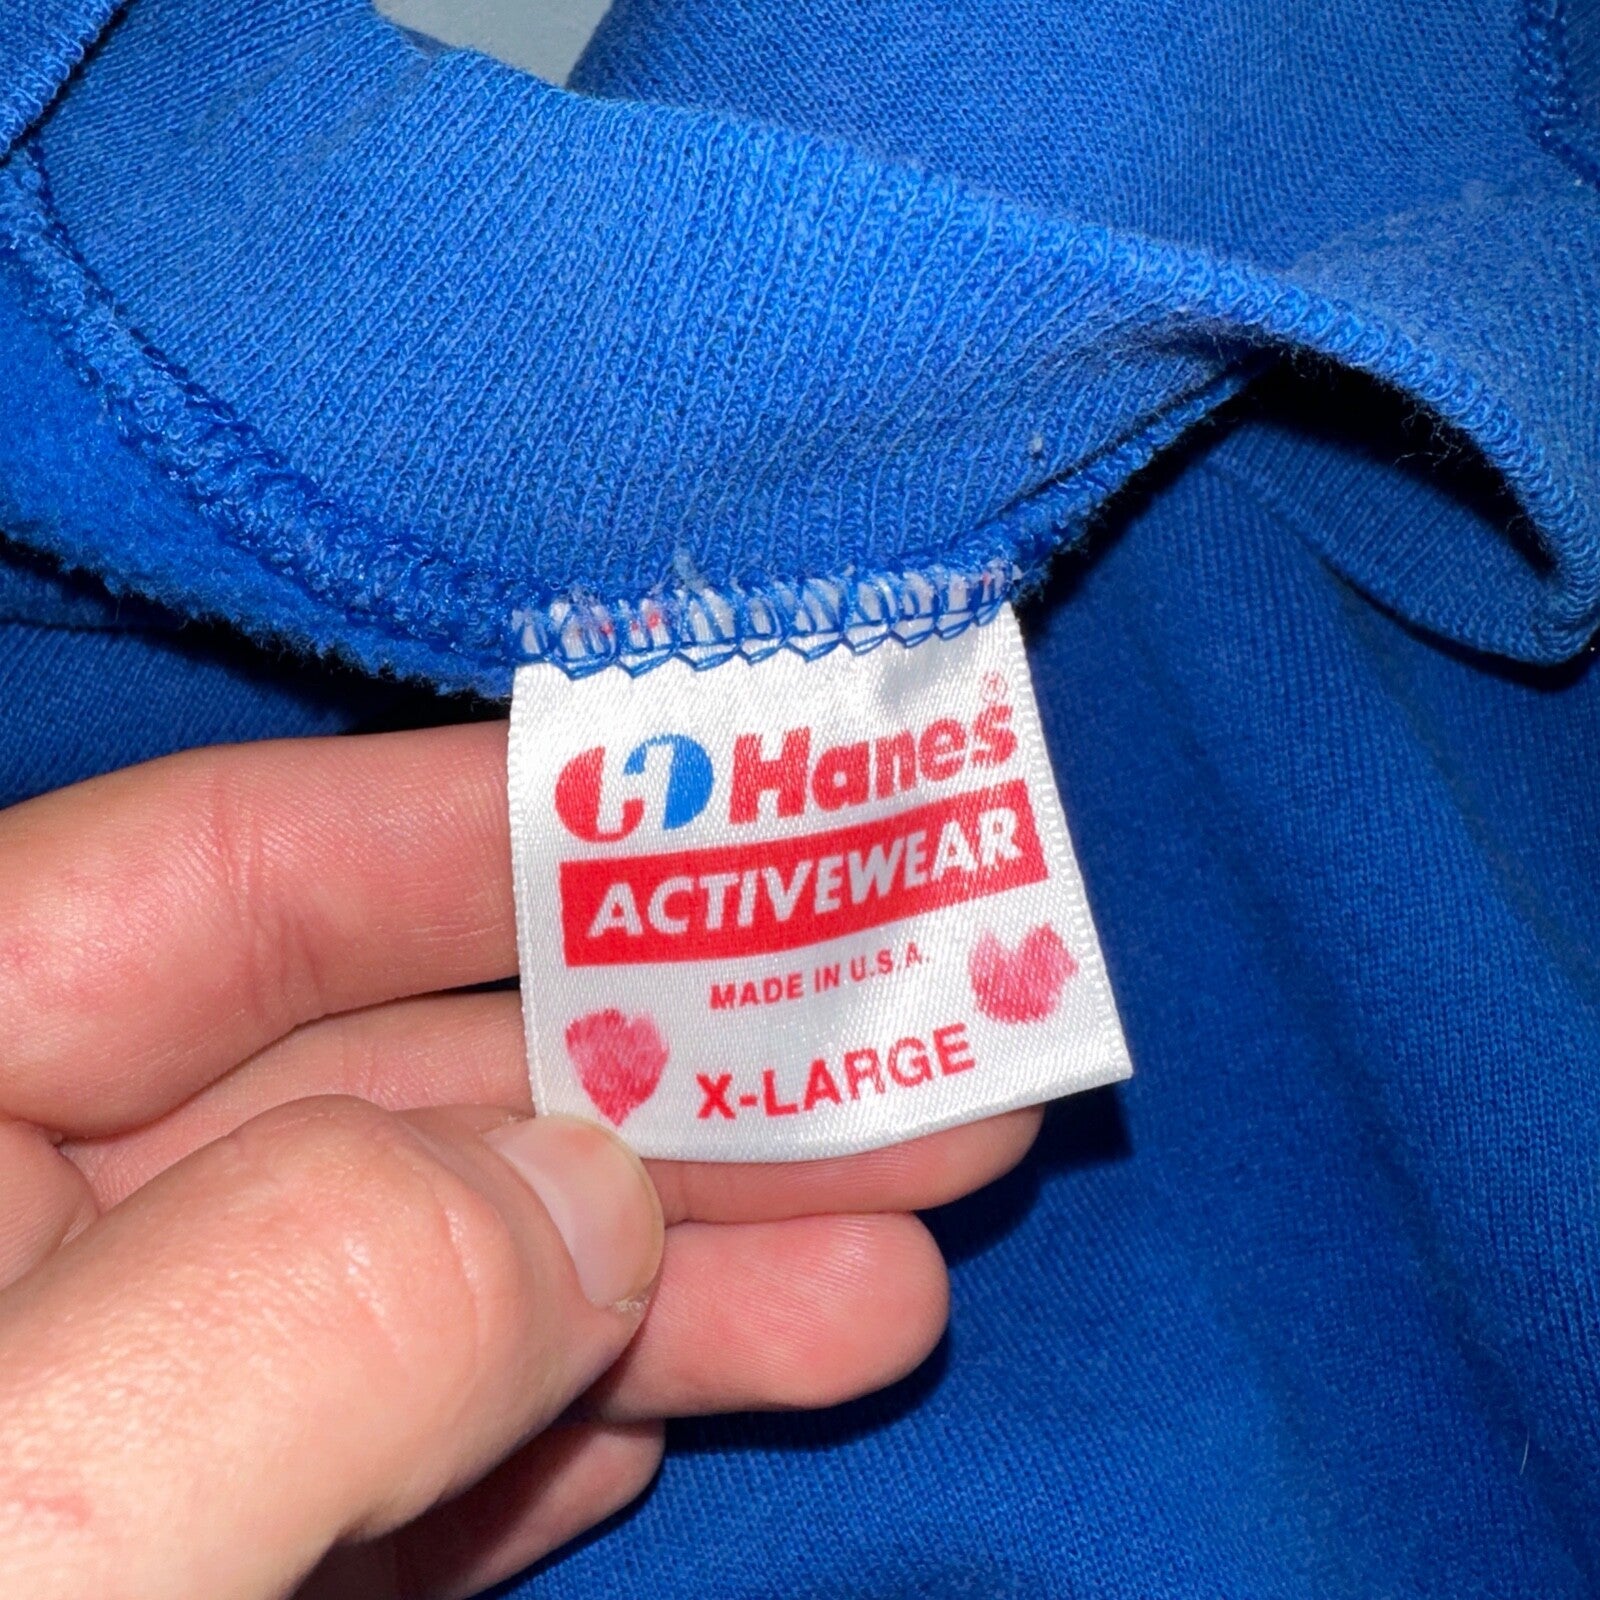 Hanes®
ACTIVEWEAR
MADE IN U.S.A.
X-LARGE